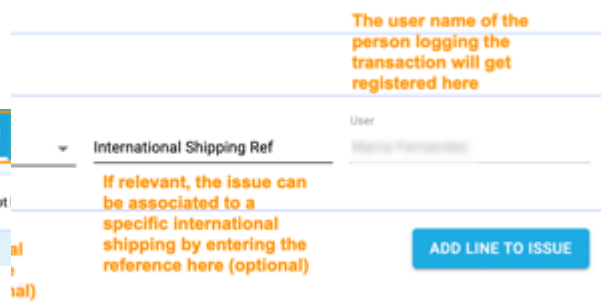 The user name of the
person logging the
transaction will get
registered here
User
International Shipping Ref
If relevant, the issue can
be associated to a
specific international
shipping by entering the
reference here (optional)
ADD LINE TO ISSUE